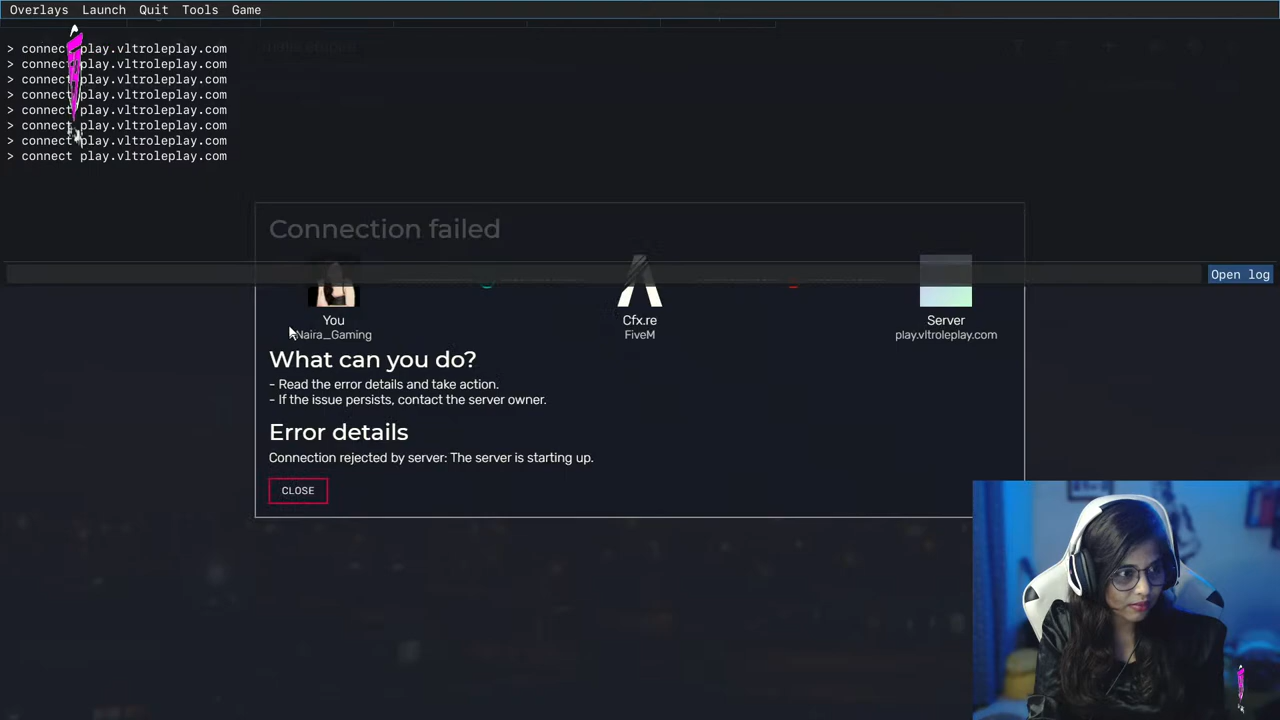 Overlays Launch Quit Tools Game
> connect play.vltroleplay.com
> connect play.vltroleplay.com
> connect play.vltroleplay.com
> connect play.vltroleplay.com
> connect play.vltroleplay.com
> connect play.vltroleplay.com
> connect play.vltroleplay.com
> connect play.vltroleplay.com
Connection failed
Open log
You Cfx.re Server
Naira_Gaming FiveM play.vltroleplay.com
What can you do?
- Read the error details and take action.
- If the issue persists, contact the server owner.
Error details
Connection rejected by server: The server is starting up.
CLOSE